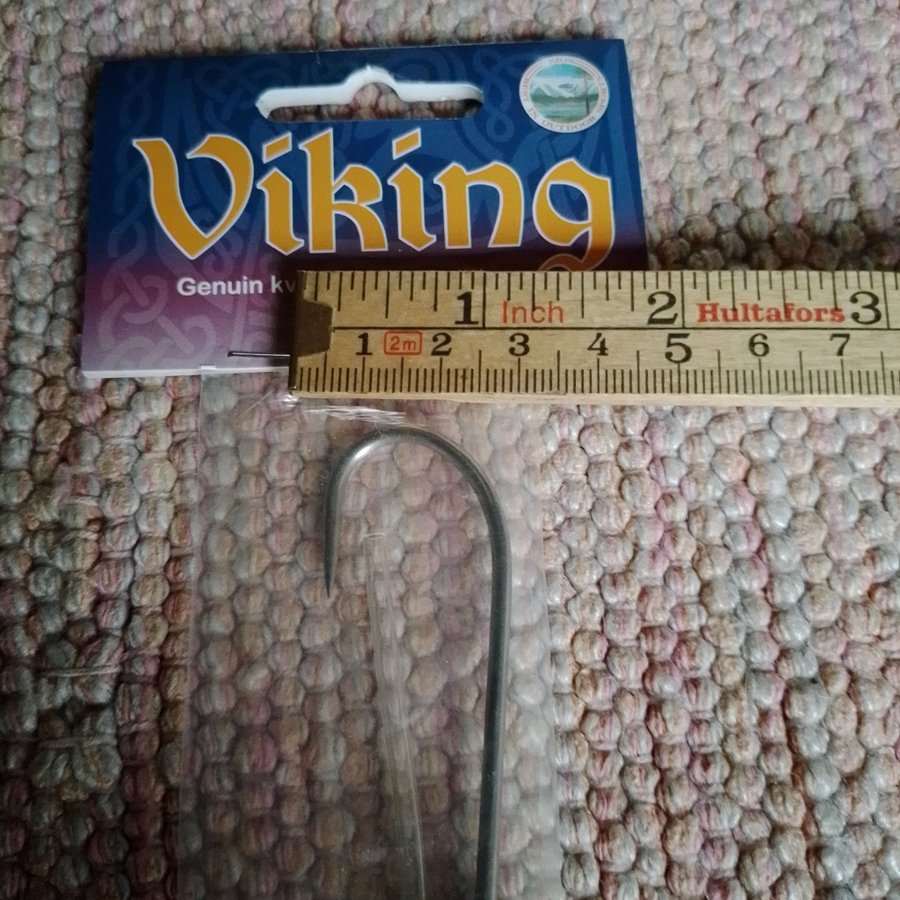 Viking
Genuin kv
1 Inch 2 Hultafors 3
1 2m 2 3 4 5 6 7